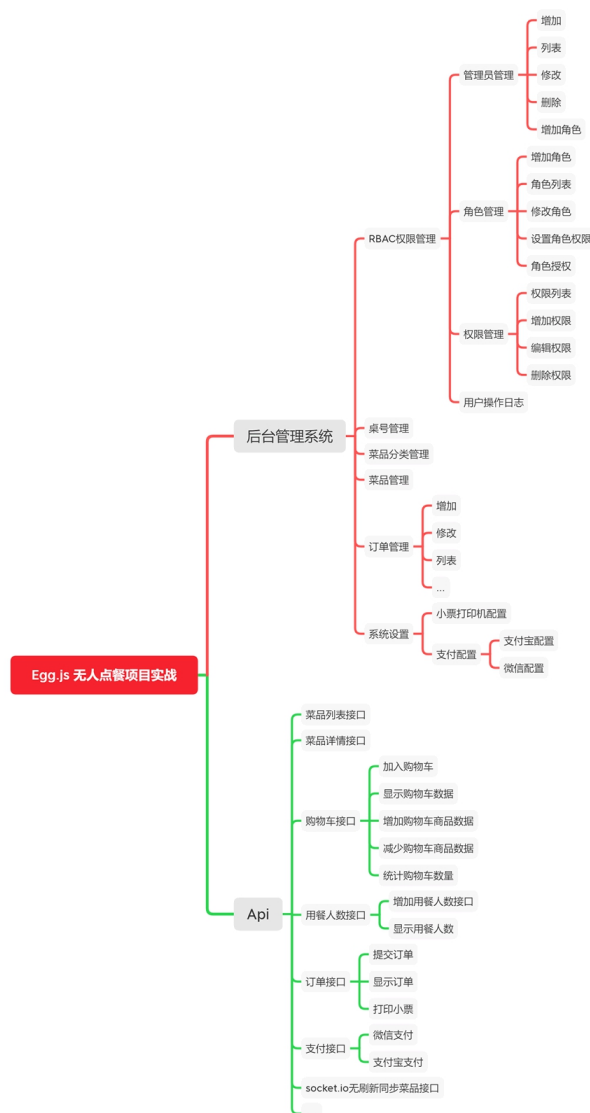 增加
列表
管理员管理
修改
删除
增加角色
增加角色
角色列表
角色管理
修改角色
RBAC权限管理
设置角色权限
角色授权
权限列表
增加权限
权限管理
编辑权限
删除权限
用户操作日志
后台管理系统
桌号管理
菜品分类管理
菜品管理
增加
修改
订单管理
列表
...
小票打印机配置
系统设置
支付配置
支付宝配置
微信配置
Egg.js 无人点餐项目实战
菜品列表接口
菜品详情接口
加入购物车
显示购物车数据
购物车接口
增加购物车商品数据
减少购物车商品数据
统计购物车数量
Api
用餐人数接口
增加用餐人数接口
显示用餐人数
提交订单
订单接口
显示订单
打印小票
微信支付
支付接口
支付宝支付
socket.io无刷新同步菜品接口